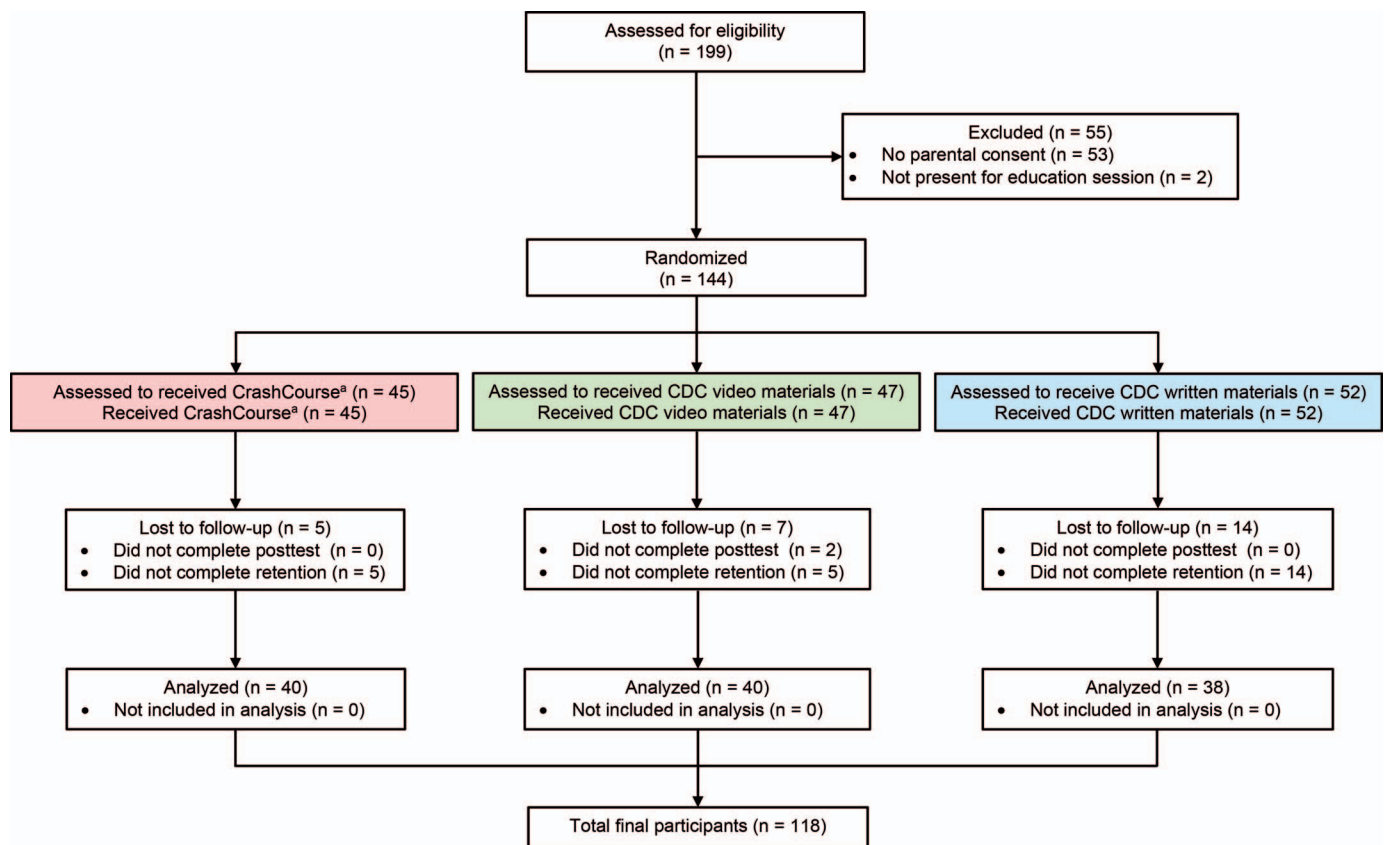 Assessed for eligibility
(n = 199)
Excluded (n = 55)
• No parental consent (n = 53)
• Not present for education session (n = 2)
Randomized
(n = 144)
Assessed to received CrashCourseᵃ (n = 45)
Received CrashCourseᵃ (n = 45)
Assessed to received CDC video materials (n = 47)
Received CDC video materials (n = 47)
Assessed to receive CDC written materials (n = 52)
Received CDC written materials (n = 52)
Lost to follow-up (n = 5)
• Did not complete posttest (n = 0)
• Did not complete retention (n = 5)
Lost to follow-up (n = 7)
• Did not complete posttest (n = 2)
• Did not complete retention (n = 5)
Lost to follow-up (n = 14)
• Did not complete posttest (n = 0)
• Did not complete retention (n = 14)
Analyzed (n = 40)
• Not included in analysis (n = 0)
Analyzed (n = 40)
• Not included in analysis (n = 0)
Analyzed (n = 38)
• Not included in analysis (n = 0)
Total final participants (n = 118)